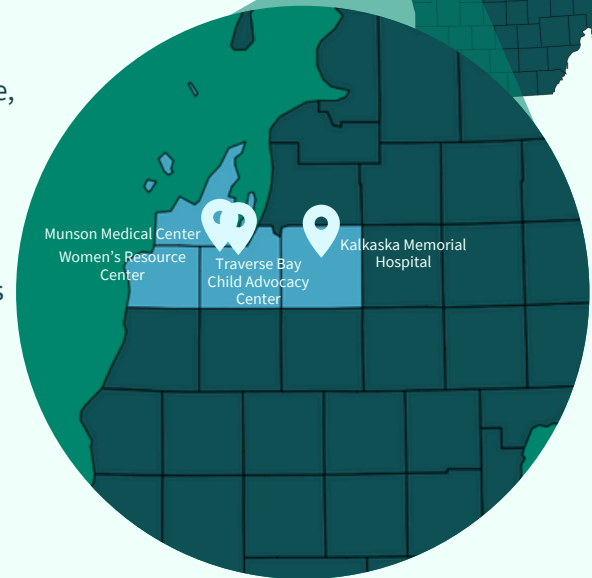 e,
s
Munson Medical Center
Women’s Resource
Center
Traverse Bay
Child Advocacy
Center
Kalkaska Memorial
Hospital